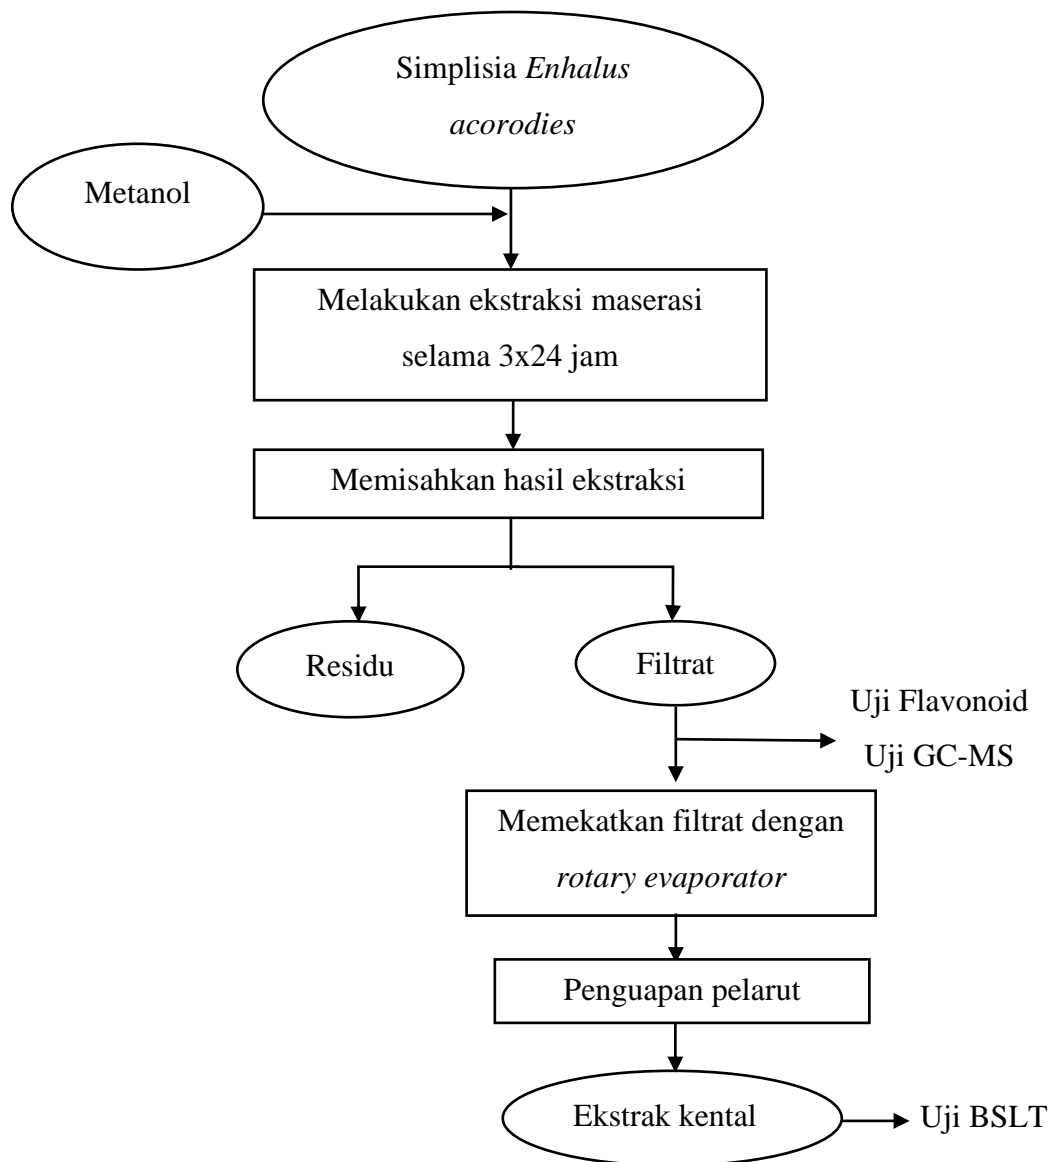 Simplisia Enhalus
acorodies
Metanol
Melakukan ekstraksi maserasi
selama 3x24 jam
Memisahkan hasil ekstraksi
Residu
Filtrat
Uji Flavonoid
Uji GC-MS
Memekatkan filtrat dengan
rotary evaporator
Penguapan pelarut
Ekstrak kental
Uji BSLT